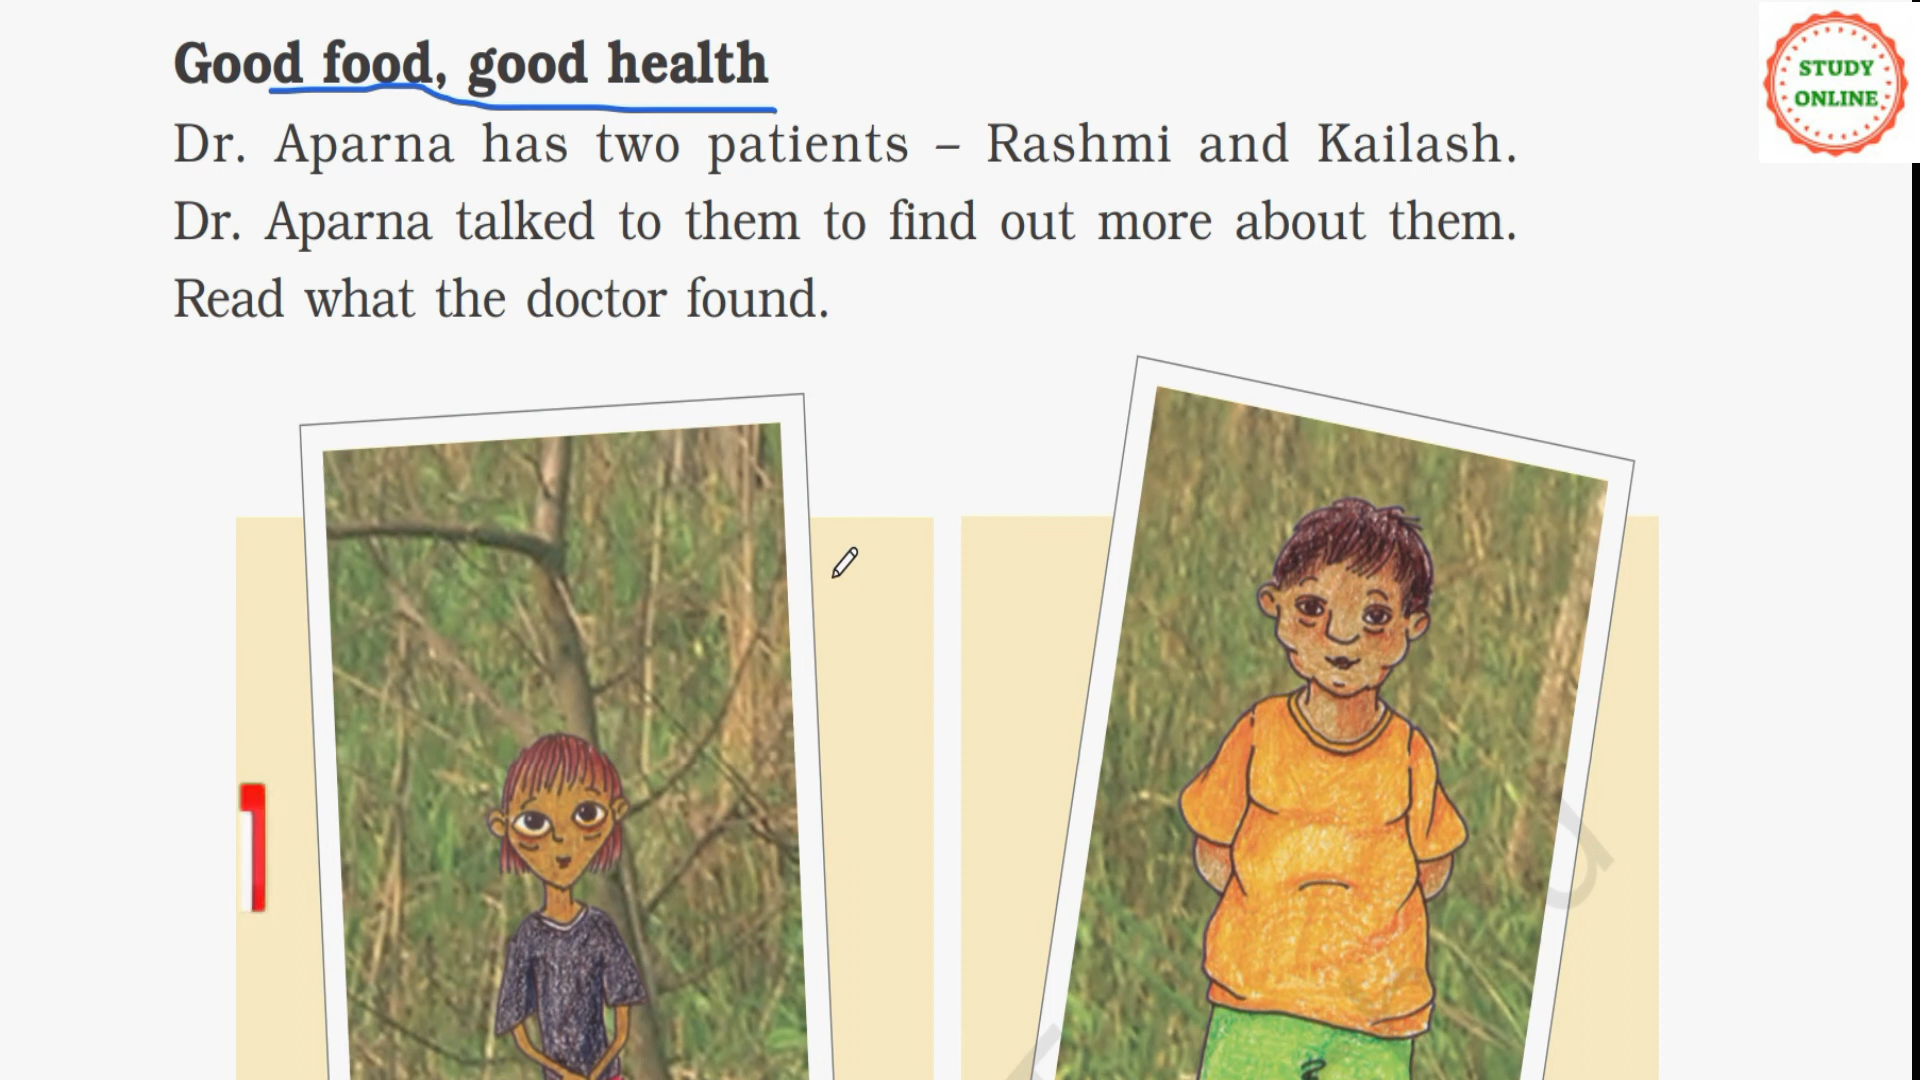 Good food, good health
STUDY
ONLINE
Dr. Aparna has two patients – Rashmi and Kailash.
Dr. Aparna talked to them to find out more about them.
Read what the doctor found.